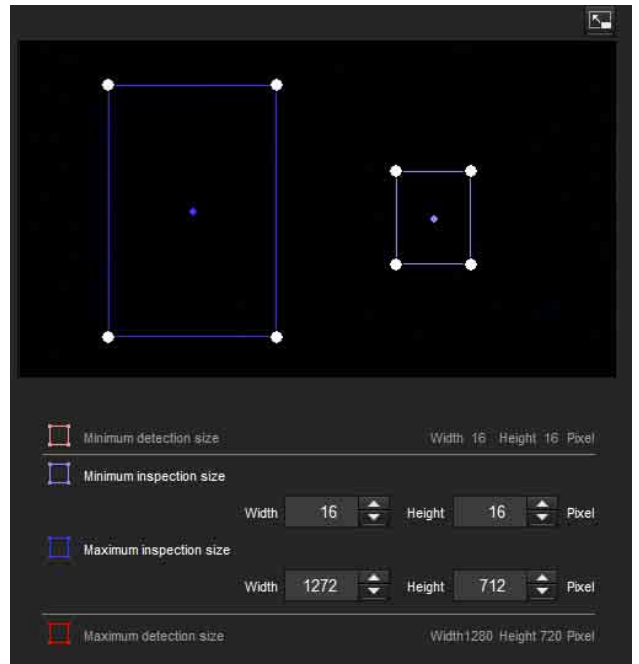 Minimum detection size Width 16 Height 16 Pixel
Minimum inspection size
Width 16 Height 16 Pixel
Maximum inspection size
Width 1272 Height 712 Pixel
Maximum detection size Width1280 Height 720 Pixel